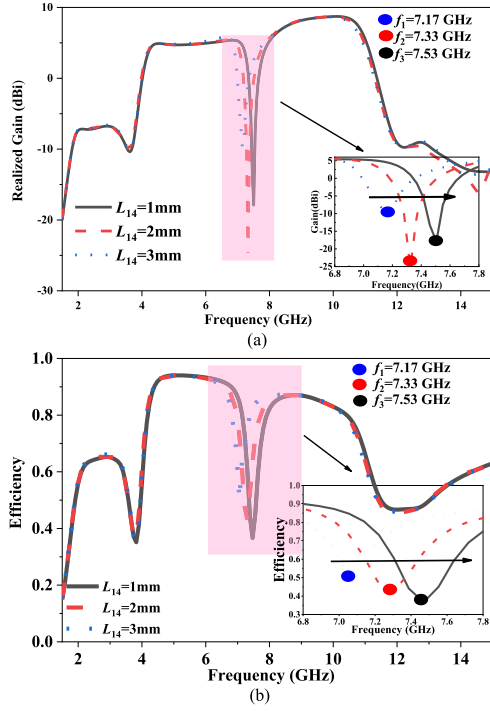 f1=7.17 GHz
f2=7.33 GHz
f3=7.53 GHz
10
0
-10
-20
-30
Realized Gain (dBi)
L14=1mm
L14=2mm
L14=3mm
5
0
-5
-10
-15
-20
-25
Gain(dBi)
6.8 7.0 7.2 7.4 7.6 7.8
Frequency(GHz)
2 4 6 8 10 12 14
Frequency (GHz)
(a)
f1=7.17 GHz
f2=7.33 GHz
f3=7.53 GHz
1.0
0.8
0.6
0.4
0.2
0.0
Efficiency
L14=1mm
L14=2mm
L14=3mm
1.0
0.9
0.8
0.7
0.6
0.5
0.4
0.3
Efficiency
6.8 7.0 7.2 7.4 7.6 7.8
Frequency (GHz)
2 4 6 8 10 12 14
Frequency (GHz)
(b)